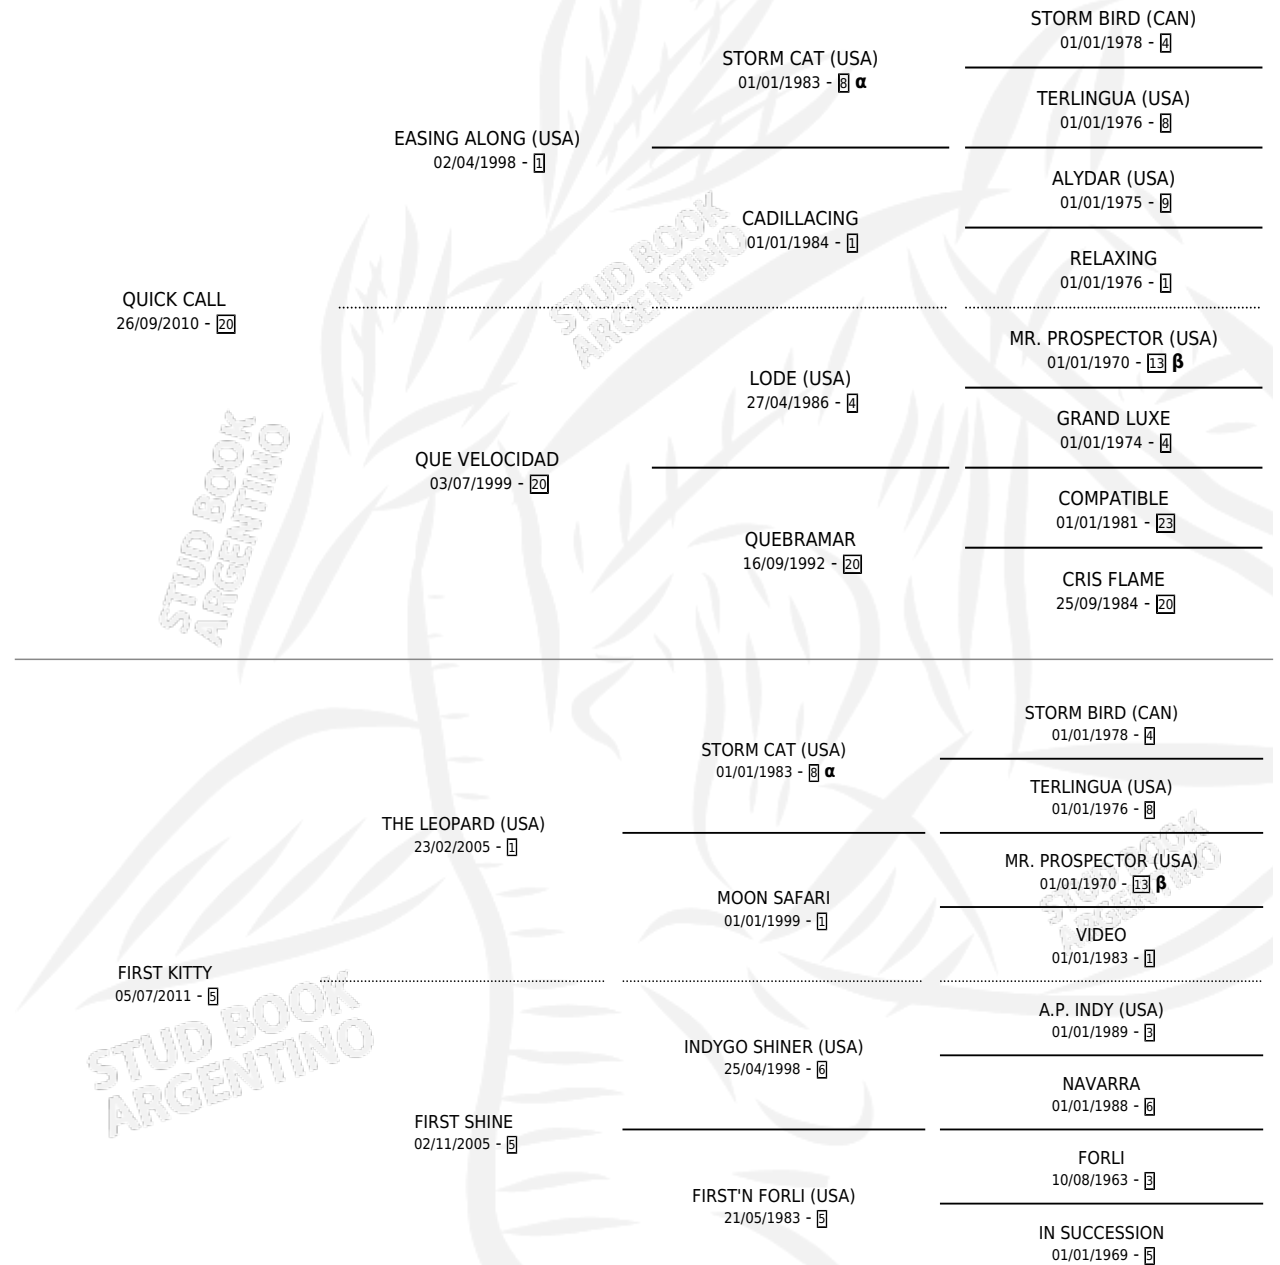 STORM BIRD (CAN)
01/01/1978 - 4
STORM CAT (USA)
01/01/1983 - 8 α
TERLINGUA (USA)
01/01/1976 - 8
EASING ALONG (USA)
02/04/1998 - 1
ALYDAR (USA)
01/01/1975 - 9
CADILLACING
01/01/1984 - 1
RELAXING
01/01/1976 - 1
QUICK CALL
26/09/2010 - 20
MR. PROSPECTOR (USA)
01/01/1970 - 13 β
LODE (USA)
27/04/1986 - 4
GRAND LUXE
01/01/1974 - 4
QUE VELOCIDAD
03/07/1999 - 20
COMPATIBLE
01/01/1981 - 23
QUEBRAMAR
16/09/1992 - 20
CRIS FLAME
25/09/1984 - 20
STUD BOOK
ARGENTINO
STUD BOOK
ARGENTINO
STORM BIRD (CAN)
01/01/1978 - 4
STORM CAT (USA)
01/01/1983 - 8 α
TERLINGUA (USA)
01/01/1976 - 8
THE LEOPARD (USA)
23/02/2005 - 1
MR. PROSPECTOR (USA)
01/01/1970 - 13 β
MOON SAFARI
01/01/1999 - 1
VIDEO
01/01/1983 - 1
FIRST KITTY
05/07/2011 - 5
A.P. INDY (USA)
01/01/1989 - 3
INDYGO SHINER (USA)
25/04/1998 - 6
NAVARRA
01/01/1988 - 6
FIRST SHINE
02/11/2005 - 5
FORLI
10/08/1963 - 3
FIRST'N FORLI (USA)
21/05/1983 - 5
IN SUCCESSION
01/01/1969 - 5
STUD BOOK
ARGENTINO
STUD BOOK
ARGENTINO